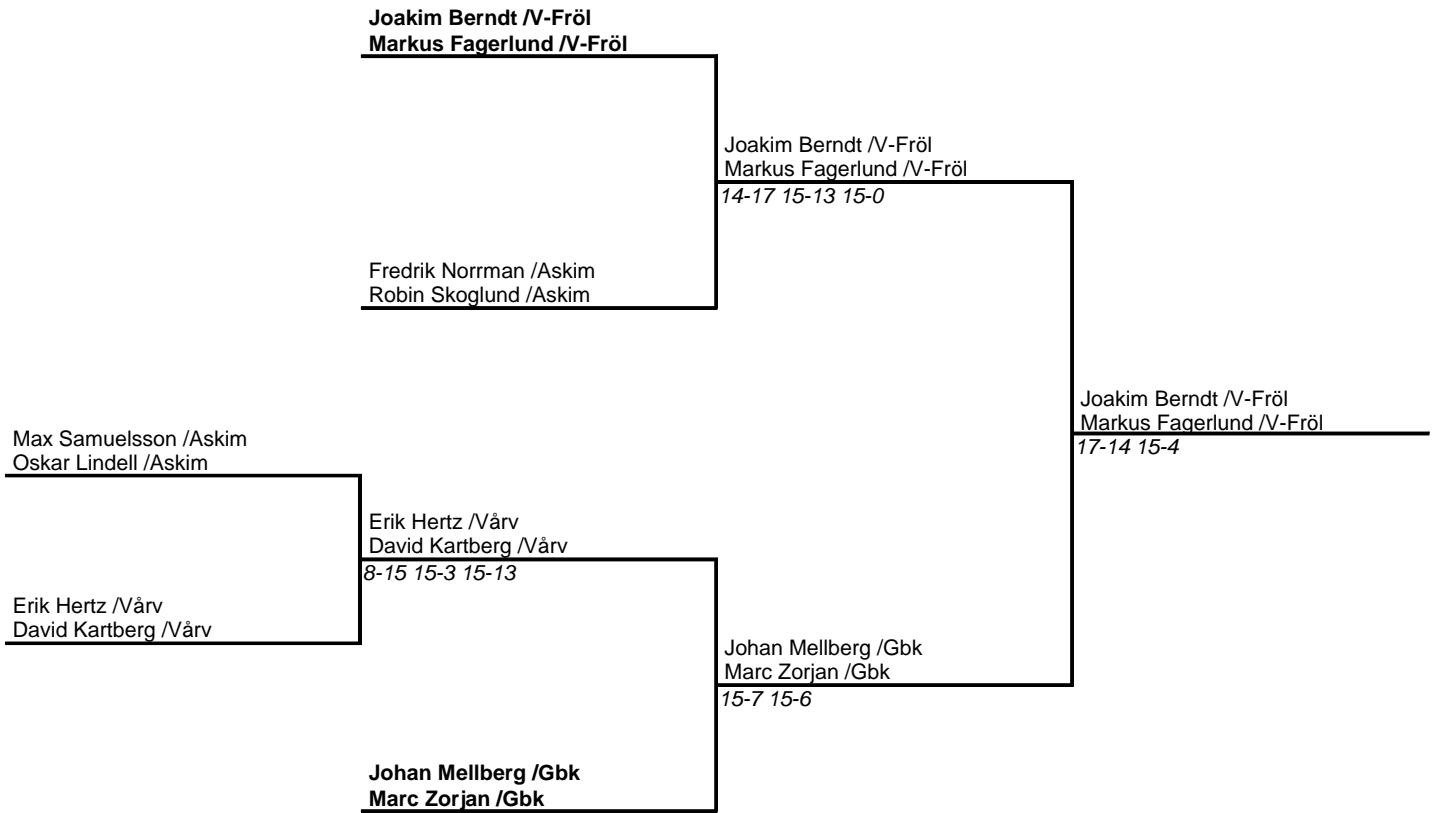 Joakim Berndt /V-Fröl
Markus Fagerlund /V-Fröl
Joakim Berndt /V-Fröl
Markus Fagerlund /V-Fröl
14-17 15-13 15-0
Fredrik Norrman /Askim
Robin Skoglund /Askim
Joakim Berndt /V-Fröl
Markus Fagerlund /V-Fröl
17-14 15-4
Max Samuelsson /Askim
Oskar Lindell /Askim
Erik Hertz /Vårv
David Kartberg /Vårv
8-15 15-3 15-13
Erik Hertz /Vårv
David Kartberg /Vårv
Johan Mellberg /Gbk
Marc Zorjan /Gbk
15-7 15-6
Johan Mellberg /Gbk
Marc Zorjan /Gbk